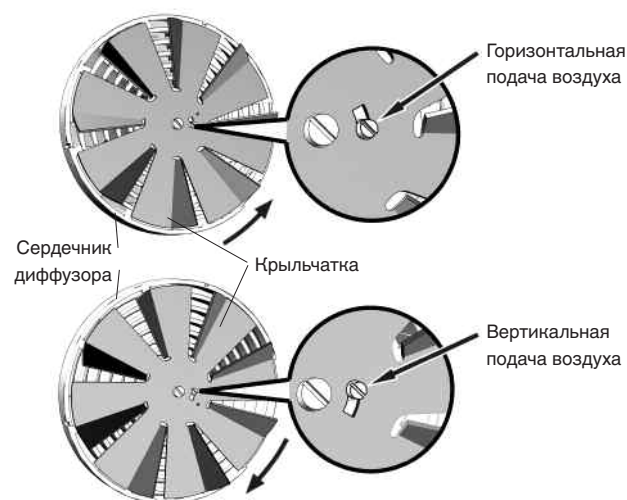 Горизонтальная
подача воздуха
Сердечник
диффузора
Крыльчатка
Вертикальная
подача воздуха